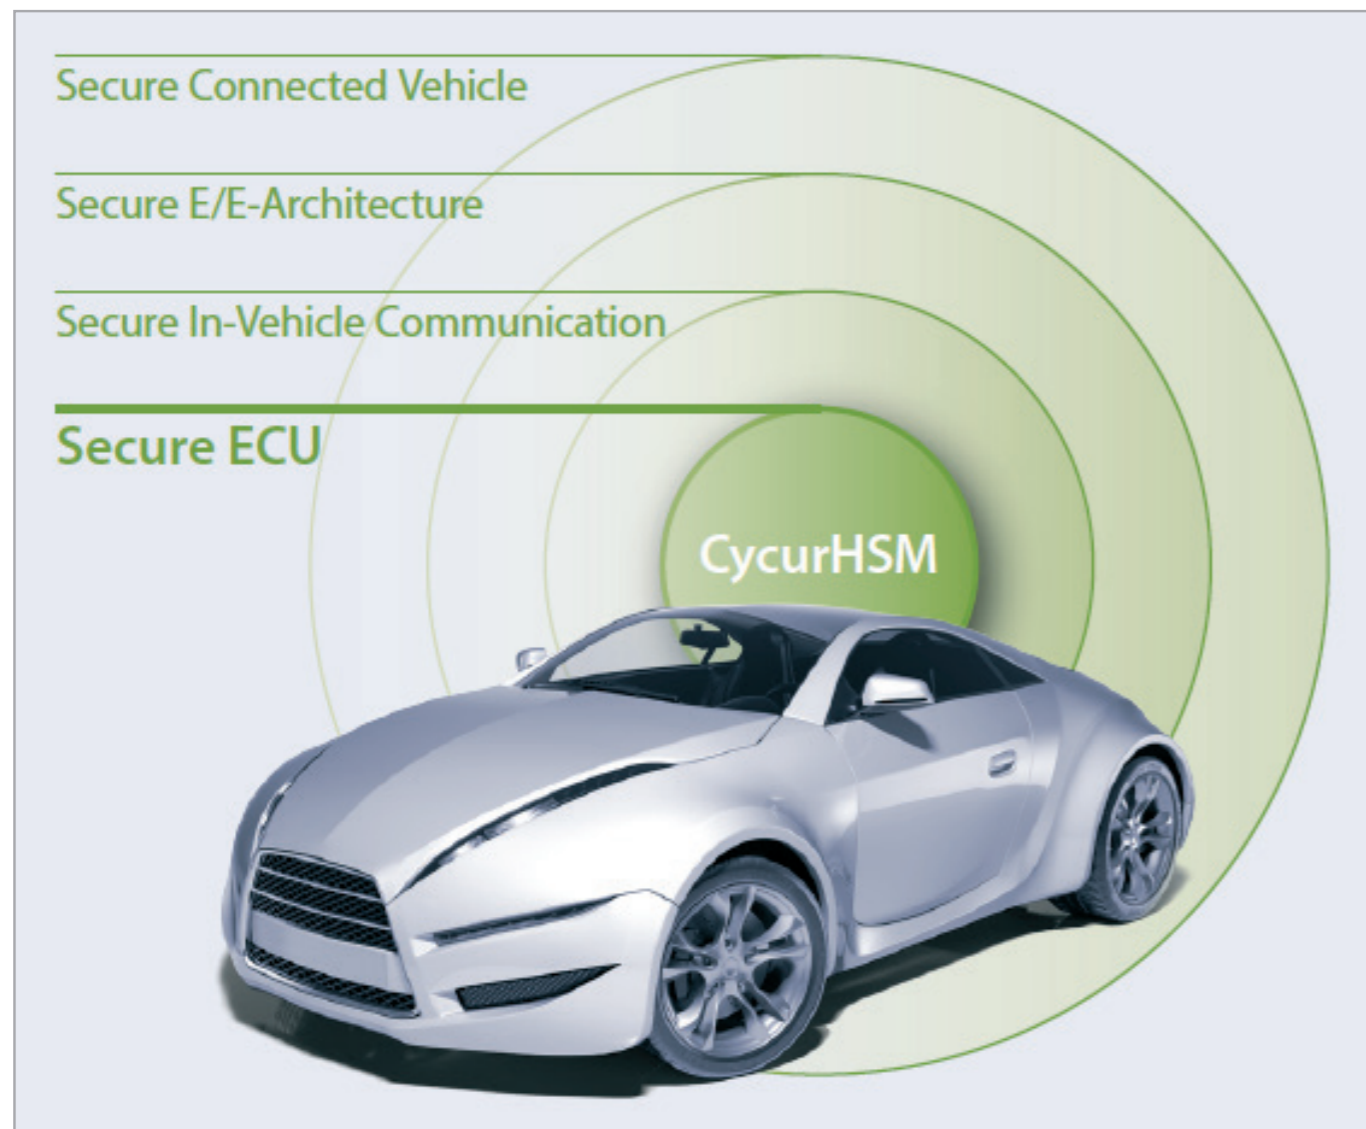 Secure Connected Vehicle
Secure E/E-Architecture
Secure In-Vehicle Communication
Secure ECU
CycurHSM